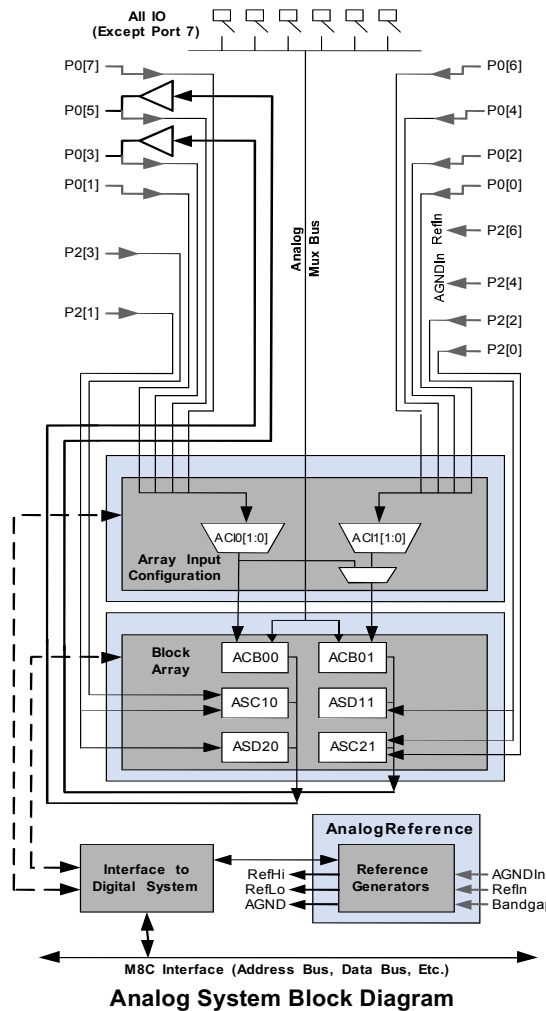 All IO
(Except Port 7)
P0[7]
P0[5]
P0[3]
P0[1]
P2[3]
P2[1]
P0[6]
P0[4]
P0[2]
P0[0]
P2[6]
P2[4]
P2[2]
P2[0]
AGNDIn RefIn
Analog
Mux Bus
ACI0[1:0]
ACI1[1:0]
Array Input
Configuration
Block
Array
ACB00
ACB01
ASC10
ASD11
ASD20
ASC21
Analog Reference
Interface to
Digital System
RefHi
RefLo
AGND
Reference
Generators
AGNDIn
RefIn
Bandgap
M8C Interface (Address Bus, Data Bus, Etc.)
Analog System Block Diagram